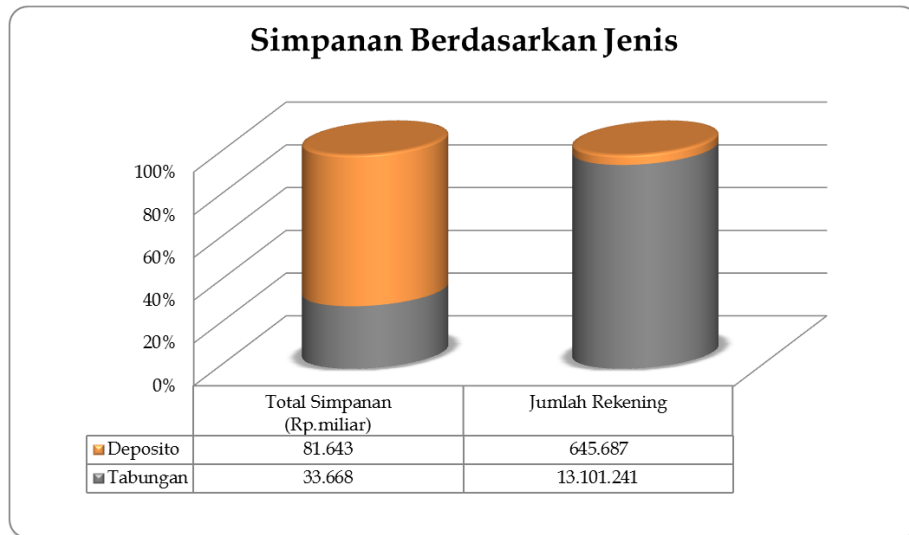 Simpanan Berdasarkan Jenis
100%
80%
60%
40%
20%
0%
Total Simpanan
(Rp.miliar)
Jumlah Rekening
Deposito 81.643 645.687
Tabungan 33.668 13.101.241